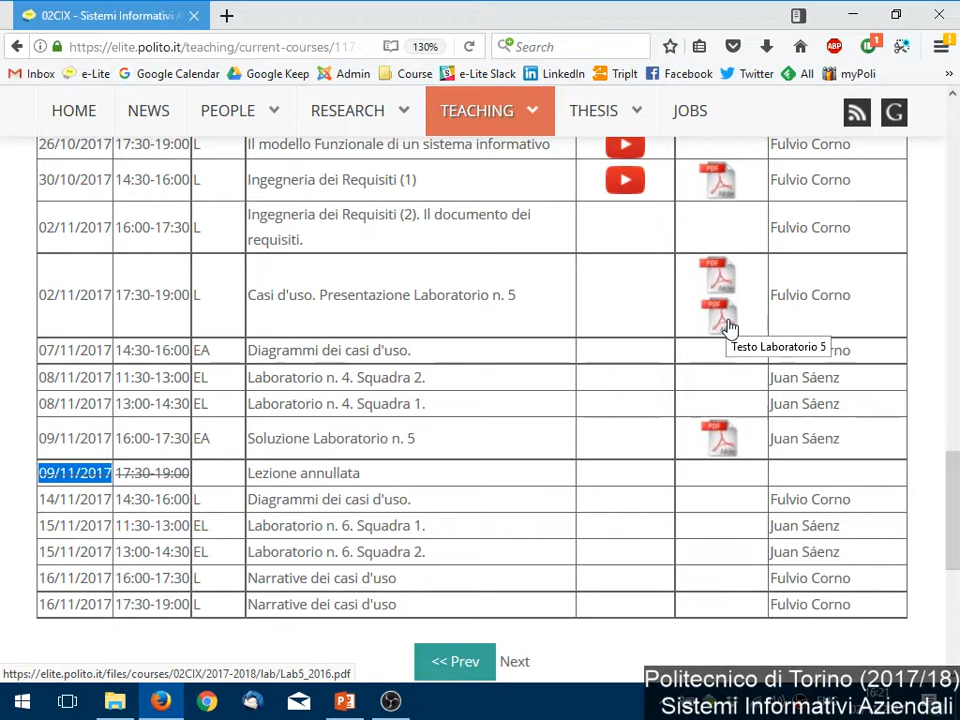 02CIX - Sistemi Informativi A
https://elite.polito.it/teaching/current-courses/117
130%
Search
Inbox e-Lite Google Calendar Google Keep Admin Course e-Lite Slack LinkedIn TripIt Facebook Twitter All myPoli
HOME NEWS PEOPLE RESEARCH TEACHING THESIS JOBS
26/10/2017 17:30-19:00 L Il modello Funzionale di un sistema informativo Fulvio Corno
30/10/2017 14:30-16:00 L Ingegneria dei Requisiti (1) Fulvio Corno
02/11/2017 16:00-17:30 L Ingegneria dei Requisiti (2). Il documento dei
requisiti. Fulvio Corno
02/11/2017 17:30-19:00 L Casi d'uso. Presentazione Laboratorio n. 5 Fulvio Corno
Testo Laboratorio 5
07/11/2017 14:30-16:00 EA Diagrammi dei casi d'uso. rno
08/11/2017 11:30-13:00 EL Laboratorio n. 4. Squadra 2. Juan Sáenz
08/11/2017 13:00-14:30 EL Laboratorio n. 4. Squadra 1. Juan Sáenz
09/11/2017 16:00-17:30 EA Soluzione Laboratorio n. 5 Juan Sáenz
09/11/2017 17:30-19:00 Lezione annullata
14/11/2017 14:30-16:00 L Diagrammi dei casi d'uso. Fulvio Corno
15/11/2017 11:30-13:00 EL Laboratorio n. 6. Squadra 1. Juan Sáenz
15/11/2017 13:00-14:30 EL Laboratorio n. 6. Squadra 2. Juan Sáenz
16/11/2017 16:00-17:30 L Narrative dei casi d'uso Fulvio Corno
16/11/2017 17:30-19:00 L Narrative dei casi d'uso Fulvio Corno
<< Prev Next
https://elite.polito.it/files/courses/02CIX/2017-2018/lab/Lab5_2016.pdf
Politecnico di Torino (2017/18)
Sistemi Informativi Aziendali